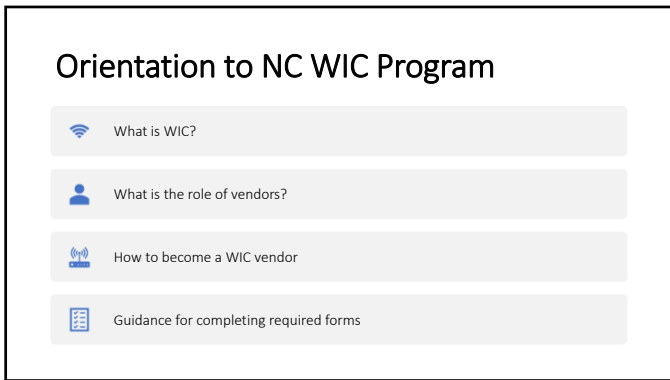 Orientation to NC WIC Program
What is WIC?
What is the role of vendors?
How to become a WIC vendor
Guidance for completing required forms